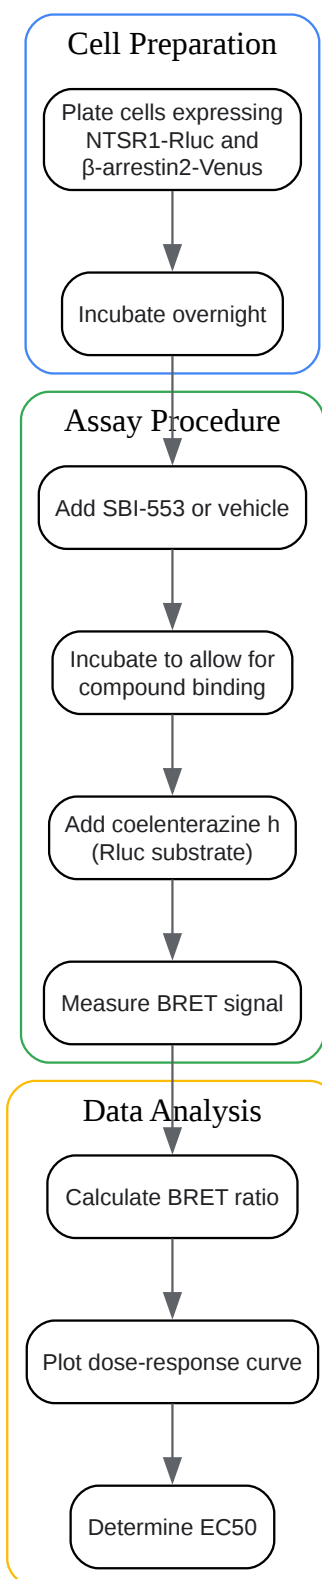 Cell Preparation
Plate cells expressing
NTSR1-Rluc and
β-arrestin2-Venus
Incubate overnight
Assay Procedure
Add SBI-553 or vehicle
Incubate to allow for
compound binding
Add coelenterazine h
(Rluc substrate)
Measure BRET signal
Data Analysis
Calculate BRET ratio
Plot dose-response curve
Determine EC50